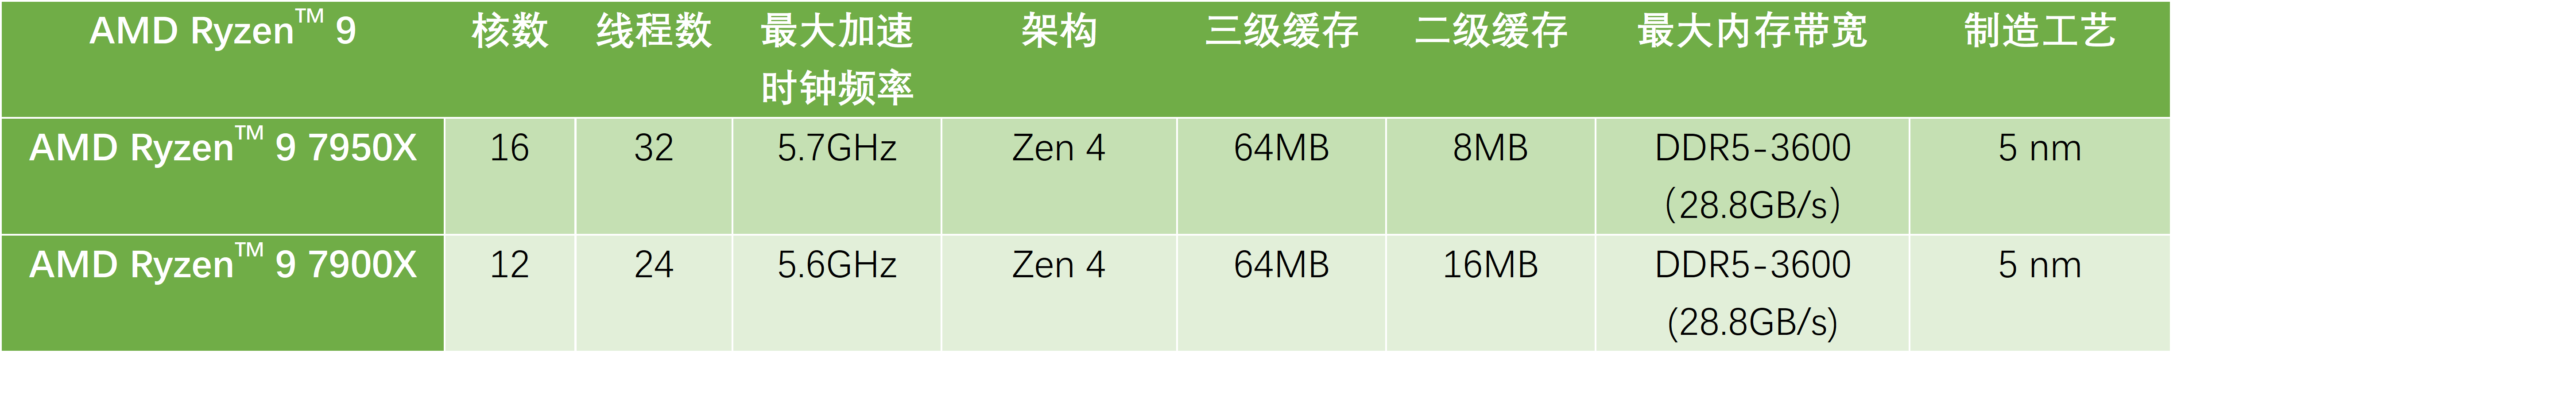 AMD Ryzen™ 9 核数 线程数 最大加速 架构 三级缓存 二级缓存 最大内存带宽 制造工艺
时钟频率
AMD Ryzen™ 9 7950X 16 32 5.7GHz Zen 4 64MB 8MB DDR5-3600 5 nm
（28.8GB/s）
AMD Ryzen™ 9 7900X 12 24 5.6GHz Zen 4 64MB 16MB DDR5-3600 5 nm
(28.8GB/s)